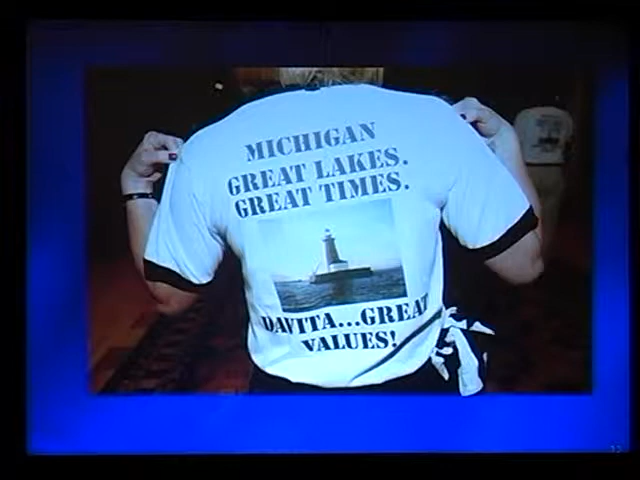 MICHIGAN
GREAT LAKES.
GREAT TIMES.
DAVITA...GREAT
VALUES!